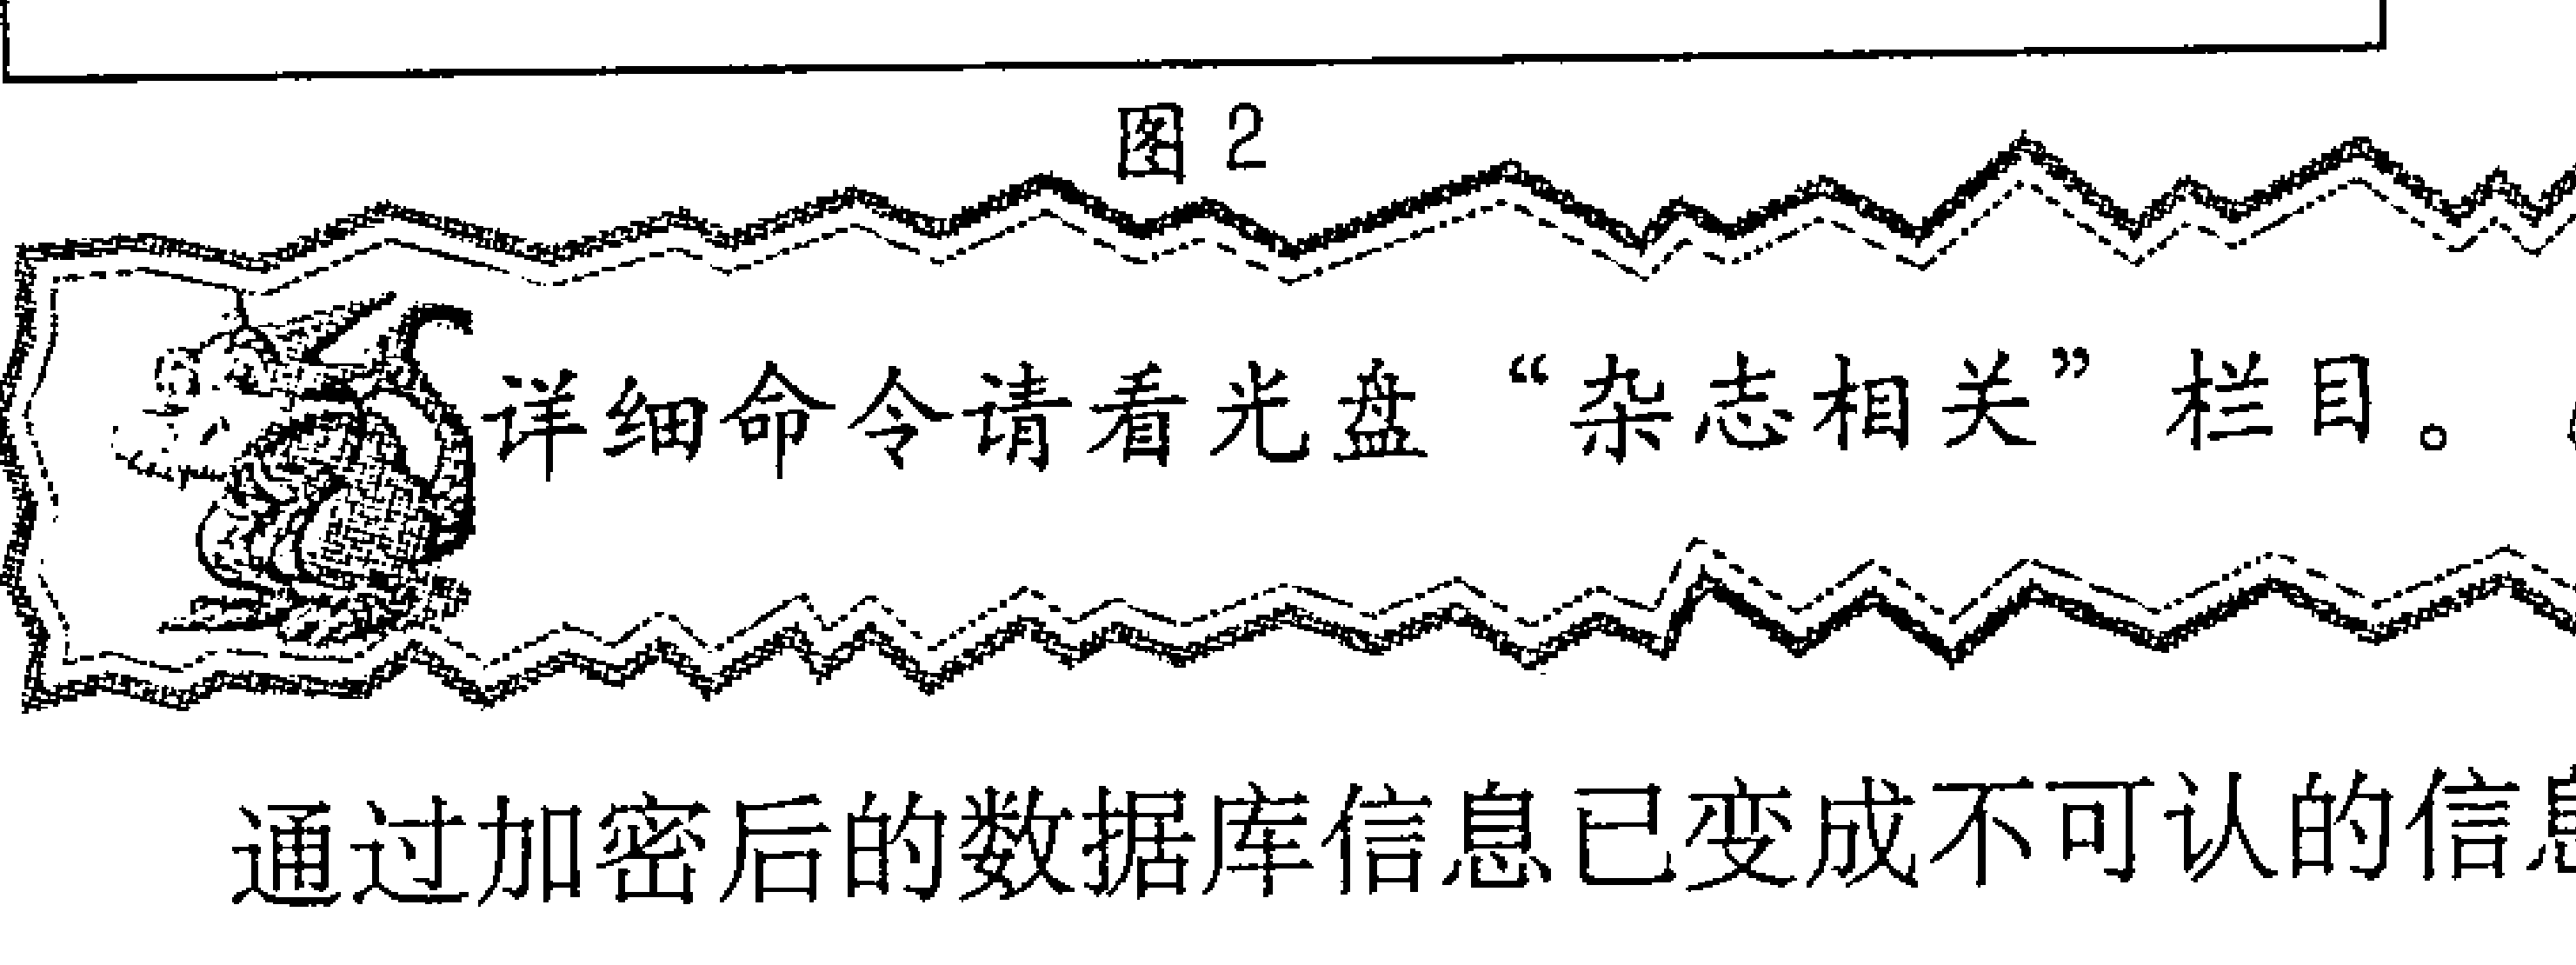 图 2
详细命令请看光盘“杂志相关”栏目。
通过加密后的数据库信息已变成不可认的信息